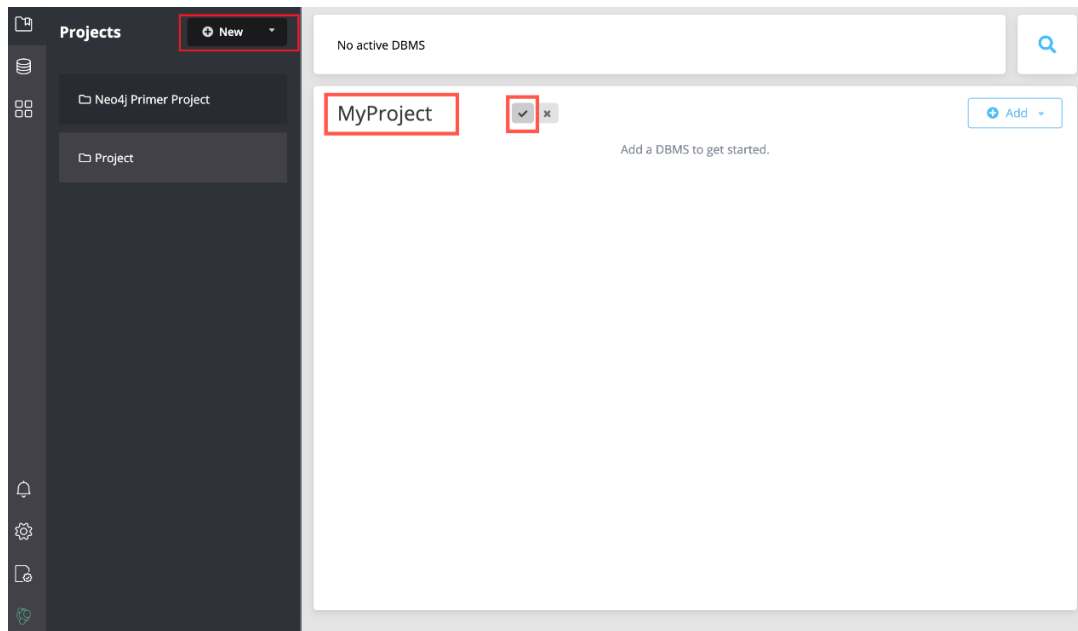 Projects
New
Neo4j Primer Project
Project
No active DBMS
MyProject
Add
Add a DBMS to get started.